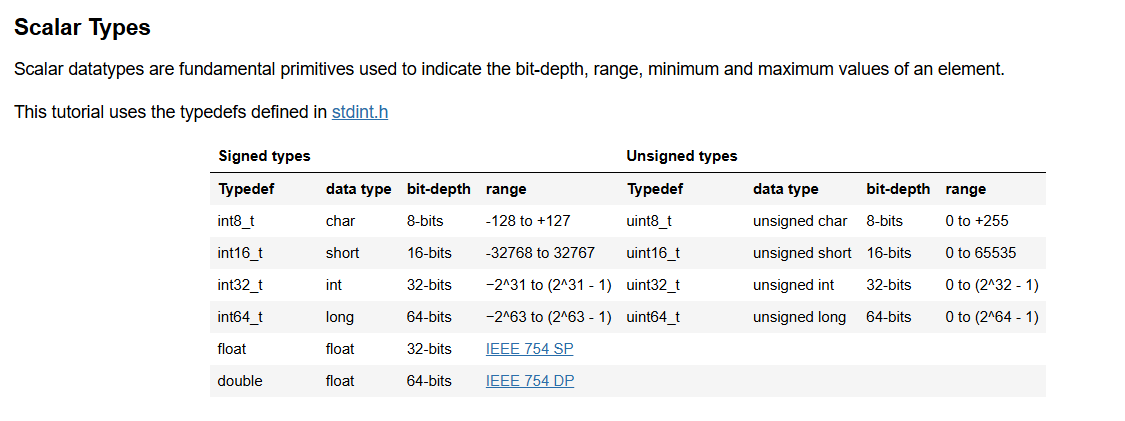 Scalar Types
Scalar datatypes are fundamental primitives used to indicate the bit-depth, range, minimum and maximum values of an element.
This tutorial uses the typedefs defined in stdint.h
Signed types Unsigned types
Typedef data type bit-depth range Typedef data type bit-depth range
int8_t char 8-bits -128 to +127 uint8_t unsigned char 8-bits 0 to +255
int16_t short 16-bits -32768 to 32767 uint16_t unsigned short 16-bits 0 to 65535
int32_t int 32-bits −2^31 to (2^31 - 1) uint32_t unsigned int 32-bits 0 to (2^32 - 1)
int64_t long 64-bits −2^63 to (2^63 - 1) uint64_t unsigned long 64-bits 0 to (2^64 - 1)
float float 32-bits IEEE 754 SP
double float 64-bits IEEE 754 DP